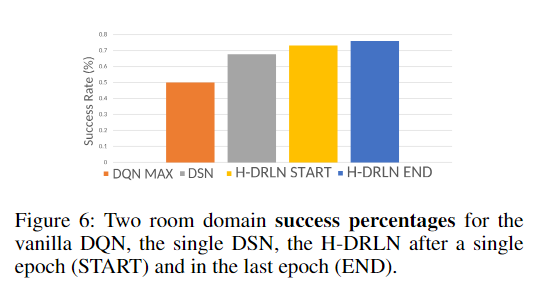 0.8
0.7
0.6
0.5
0.4
0.3
0.2
0.1
0
Success Rate (%)
DQN MAX DSN H-DRLN START H-DRLN END
Figure 6: Two room domain success percentages for the
vanilla DQN, the single DSN, the H-DRLN after a single
epoch (START) and in the last epoch (END).